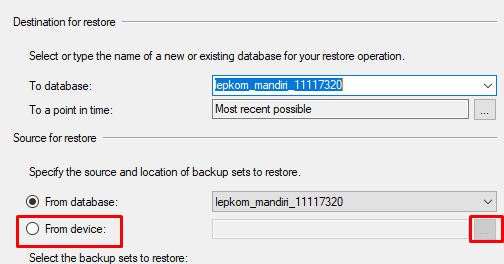 Destination for restore
Select or type the name of a new or existing database for your restore operation.
To database: lepkom_mandiri_11117320
To a point in time: Most recent possible ...
Source for restore
Specify the source and location of backup sets to restore.
From database: lepkom_mandiri_11117320
From device: ...
Select the backup sets to restore: